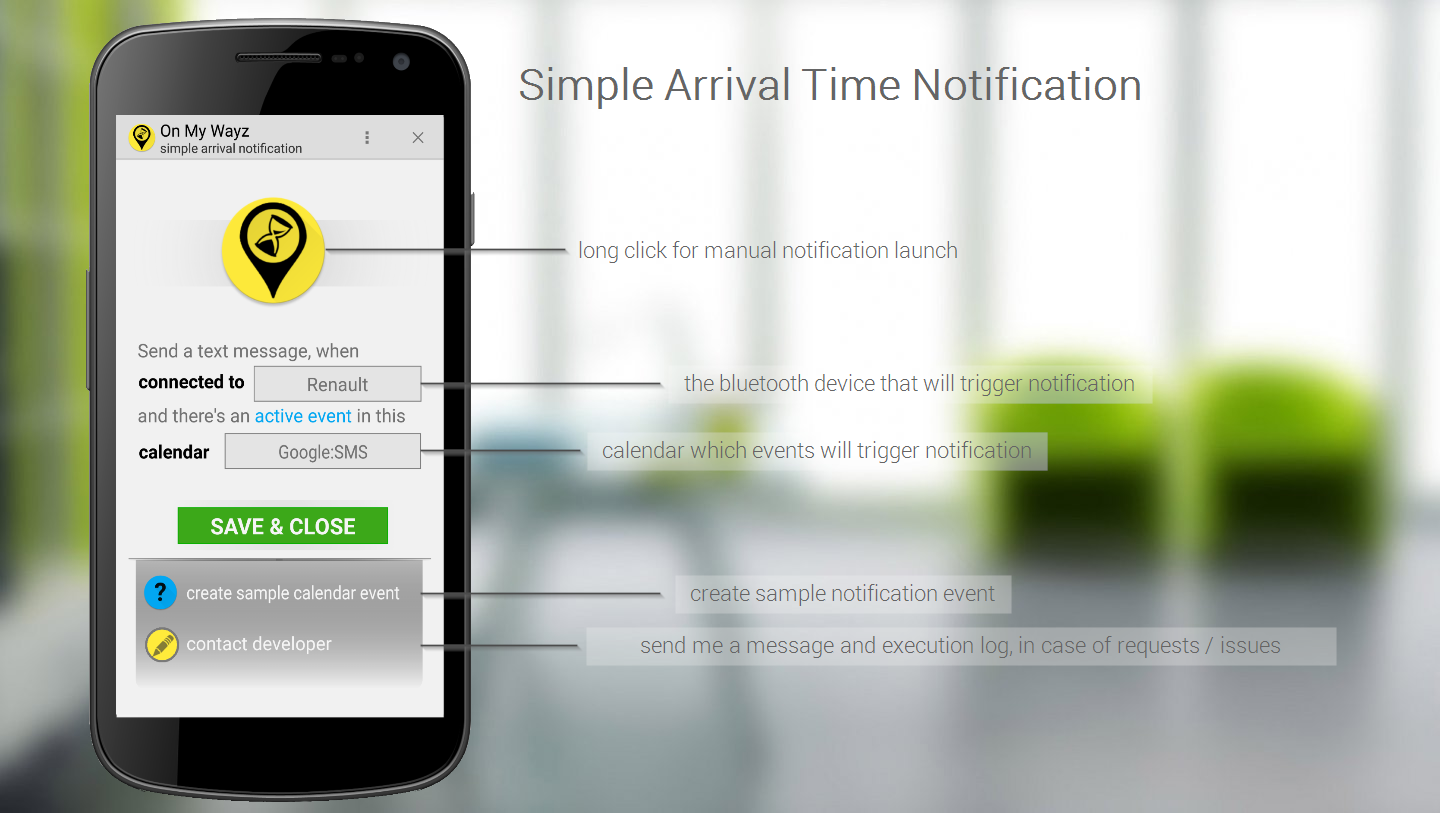 Simple Arrival Time Notification
On My Wayz
simple arrival notification
long click for manual notification launch
Send a text message, when
connected to Renault
the bluetooth device that will trigger notification
and there's an active event in this
calendar Google:SMS
calendar which events will trigger notification
SAVE & CLOSE
? create sample calendar event
create sample notification event
contact developer
send me a message and execution log, in case of requests / issues